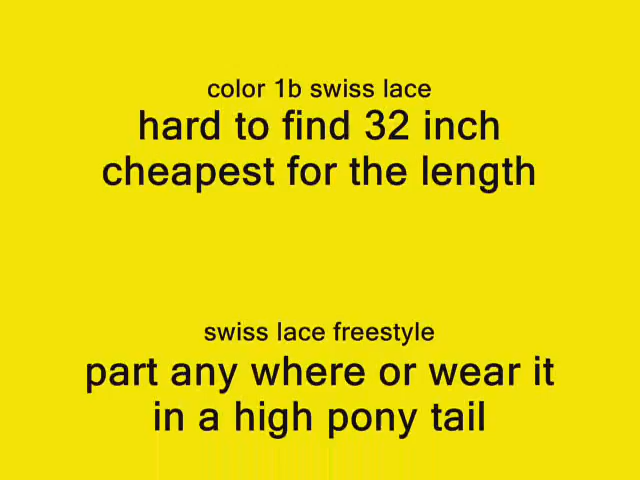 color 1b swiss lace
hard to find 32 inch
cheapest for the length
swiss lace freestyle
part any where or wear it
in a high pony tail